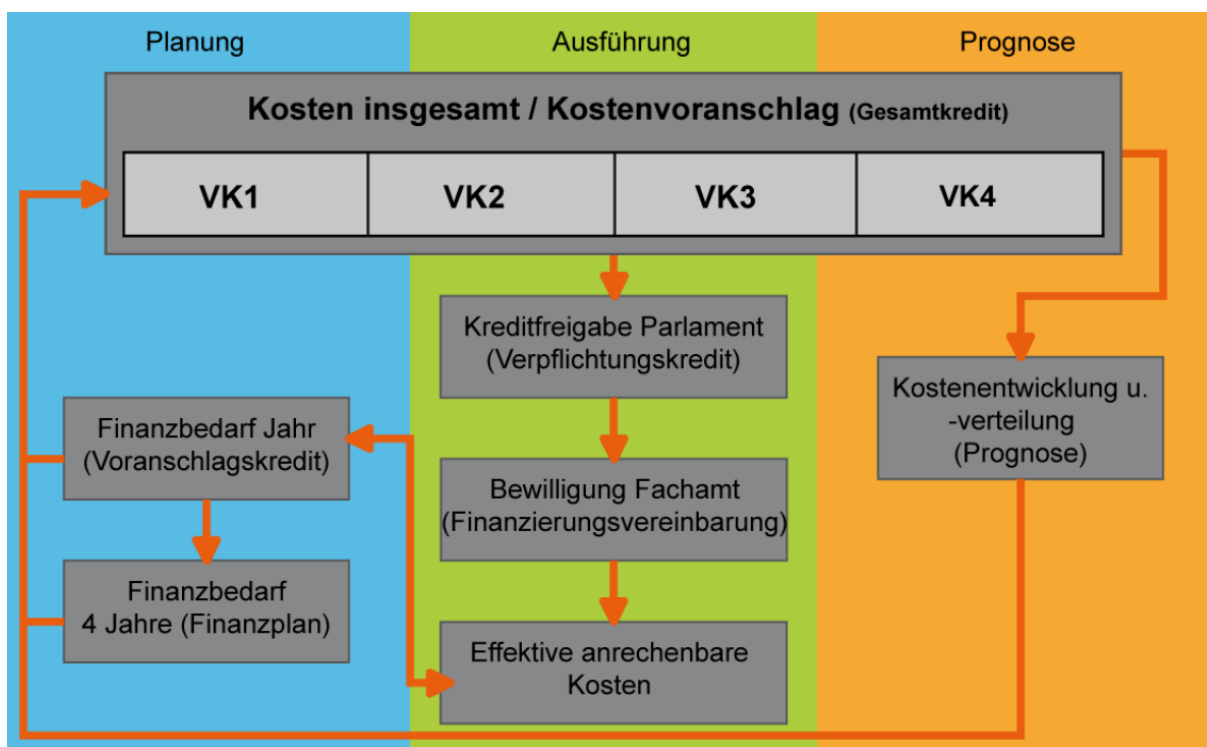 Planung
Ausführung
Prognose
Kosten insgesamt / Kostenvoranschlag (Gesamtkredit)
VK1
VK2
VK3
VK4
Kreditfreigabe Parlament
(Verpflichtungskredit)
Kostenentwicklung u.
-verteilung
(Prognose)
Finanzbedarf Jahr
(Voranschlagskredit)
Bewilligung Fachamt
(Finanzierungsvereinbarung)
Finanzbedarf
4 Jahre (Finanzplan)
Effektive anrechenbare
Kosten